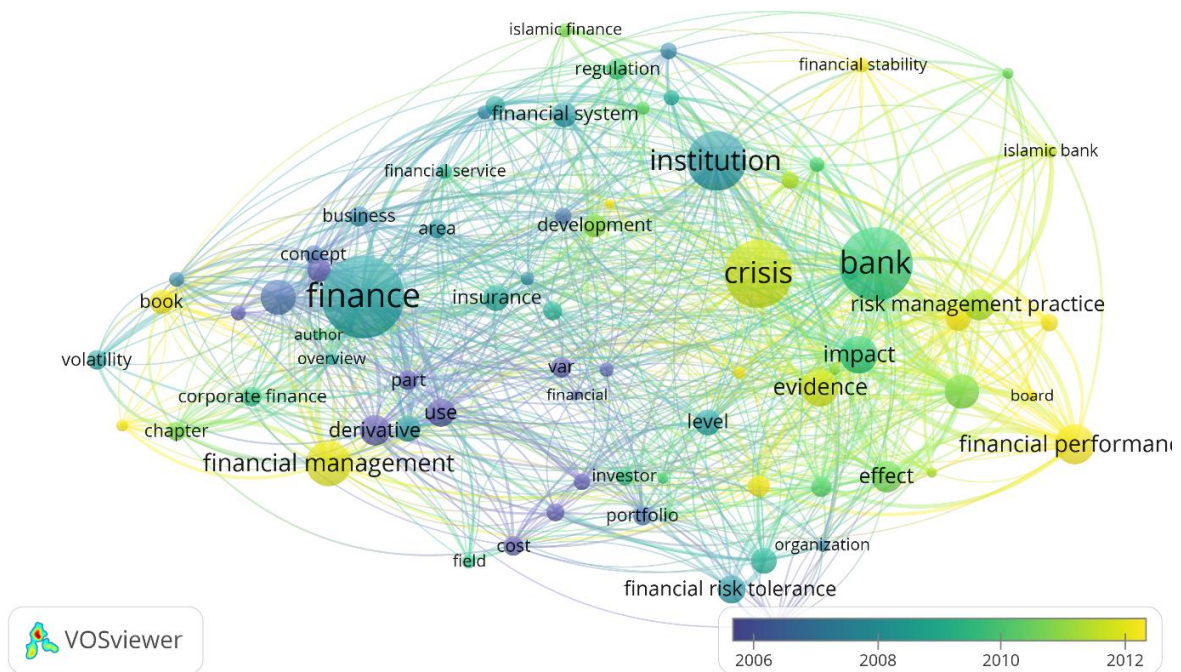 islamic finance
regulation
financial stability
financial system
institution
islamic bank
financial service
business
area
development
concept
crisis
bank
finance
insurance
book
risk management practice
author
overview
volatility
impact
part
var
financial
evidence
corporate finance
board
use
level
chapter
derivative
financial management
financial performanc
investor
effect
portfolio
cost
organization
field
financial risk tolerance
VOSviewer
2006 2008 2010 2012